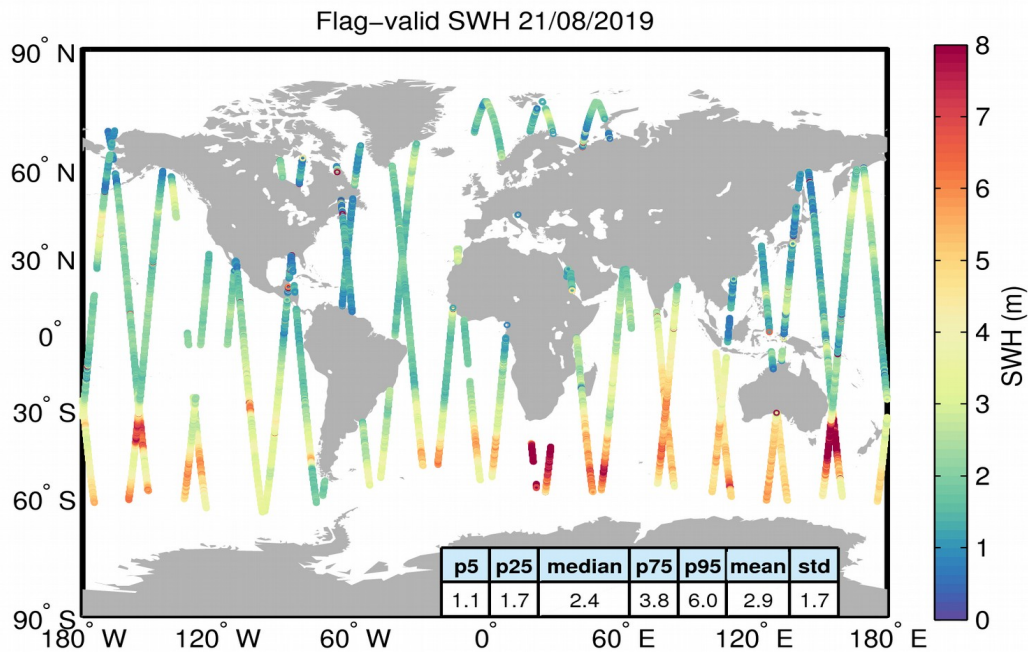 Flag-valid SWH 21/08/2019
90° N
60° N
30° N
0°
30° S
60° S
90° S
180° W
120° W
60° W
0°
60° E
120° E
180° E
8
7
6
5
4
3
2
1
0
SWH (m)
p5 p25 median p75 p95 mean std
1.1 1.7 2.4 3.8 6.0 2.9 1.7